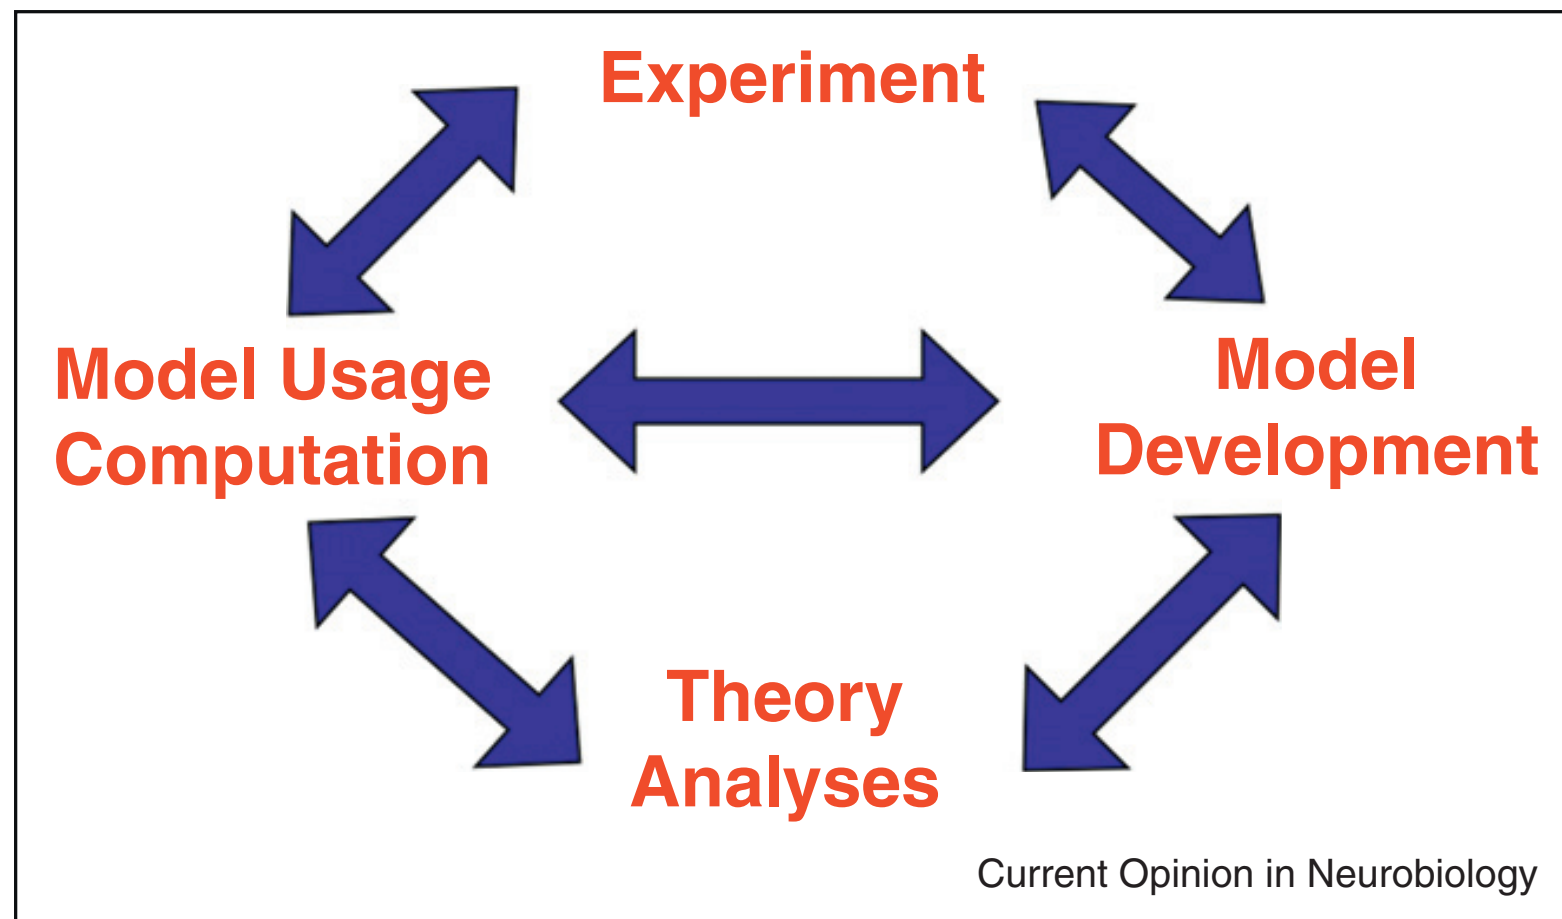 Experiment
Model Usage
Computation
Model
Development
Theory
Analyses
Current Opinion in Neurobiology